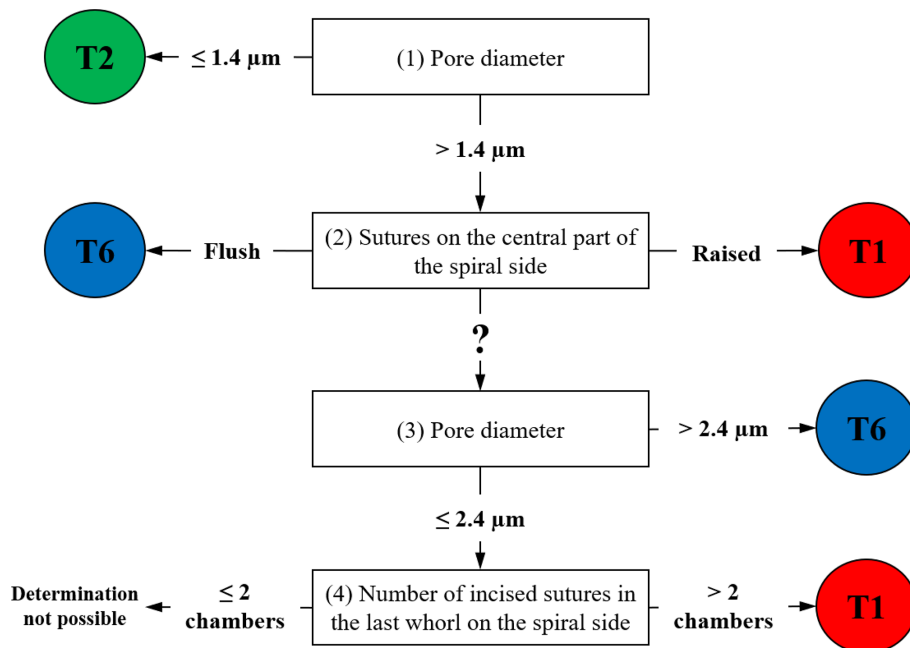 T2
≤ 1.4 µm
(1) Pore diameter
> 1.4 µm
T6
Flush
(2) Sutures on the central part of
the spiral side
Raised
T1
?
(3) Pore diameter
> 2.4 µm
T6
≤ 2.4 µm
Determination
not possible
≤ 2
chambers
(4) Number of incised sutures in
the last whorl on the spiral side
> 2
chambers
T1